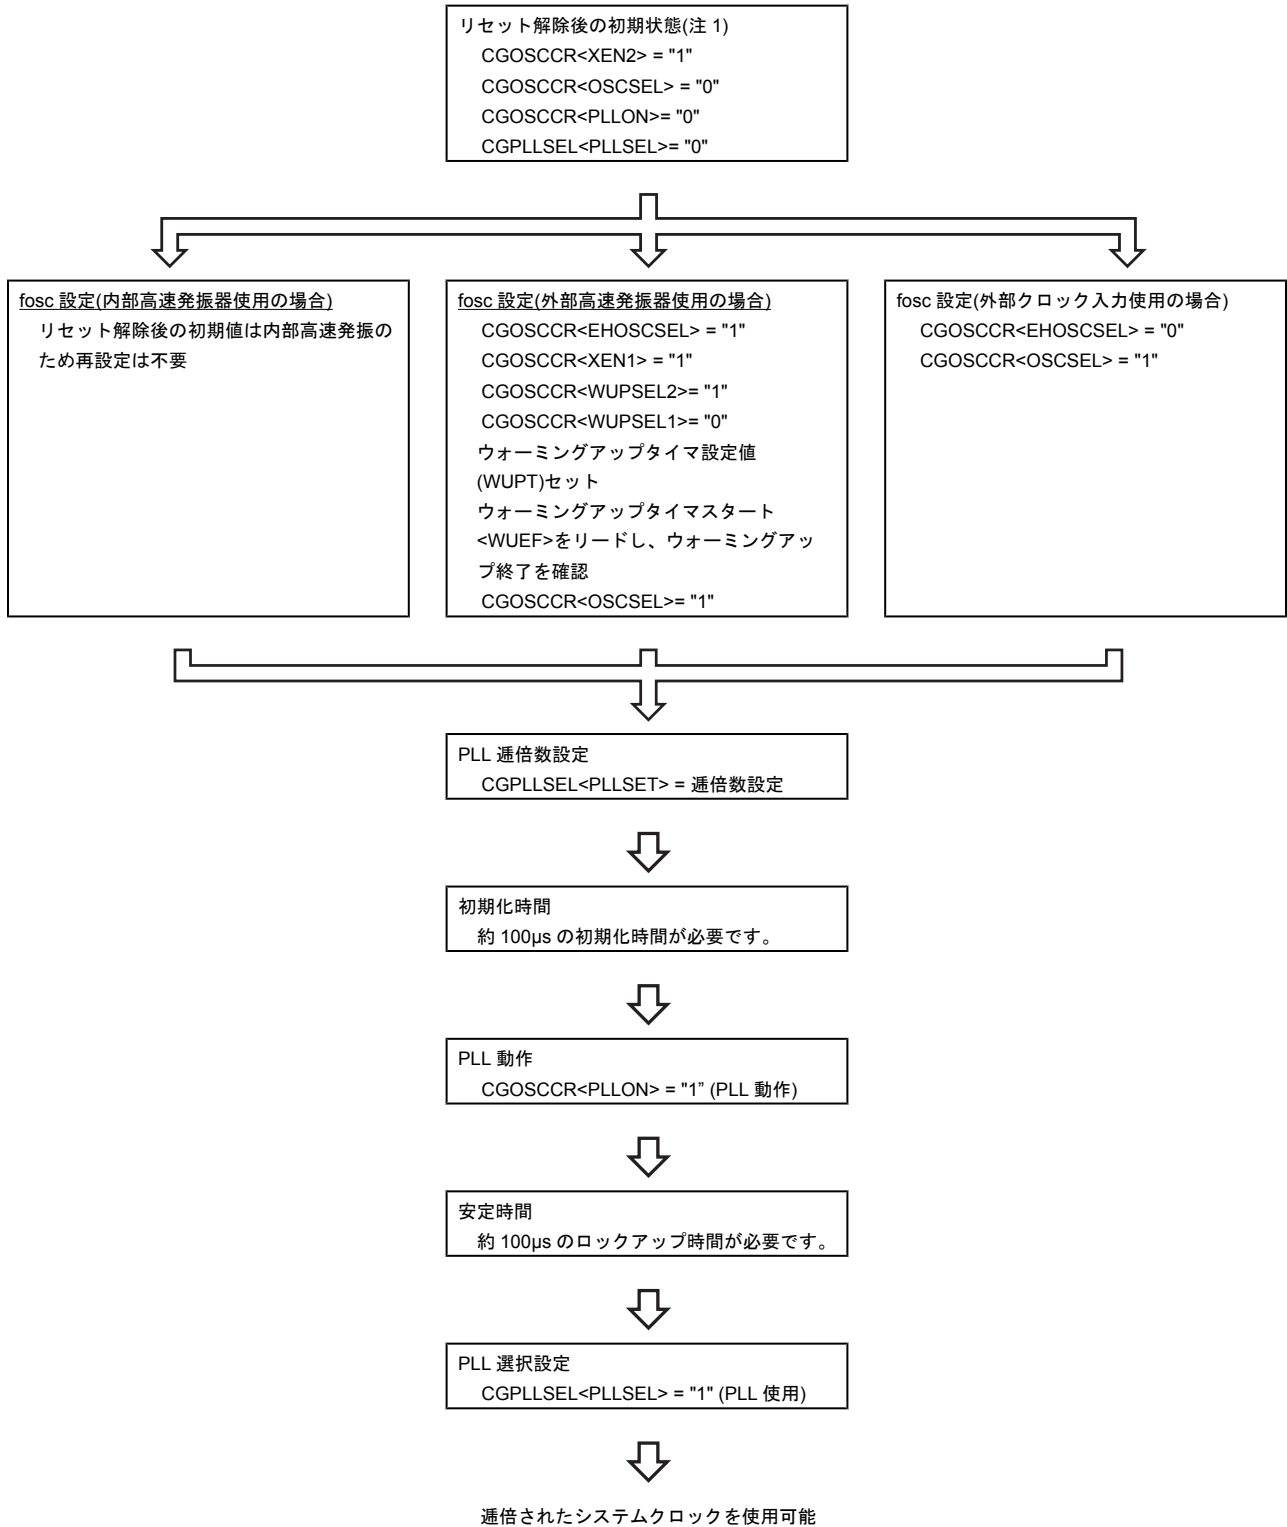 リセット解除後の初期状態(注 1)
CGOSCCR<XEN2> = "1"
CGOSCCR<OSCSEL> = "0"
CGOSCCR<PLLON>= "0"
CGPLLSEL<PLLSEL>= "0"
fosc 設定(内部高速発振器使用の場合)
リセット解除後の初期値は内部高速発振の
ため再設定は不要
fosc 設定(外部高速発振器使用の場合)
CGOSCCR<EHOSCSEL> = "1"
CGOSCCR<XEN1> = "1"
CGOSCCR<WUPSEL2>= "1"
CGOSCCR<WUPSEL1>= "0"
ウォーミングアップタイマ設定値
(WUPT)セット
ウォーミングアップタイマスタート
<WUEF>をリードし、ウォーミングアッ
プ終了を確認
CGOSCCR<OSCSEL>= "1"
fosc 設定(外部クロック入力使用の場合)
CGOSCCR<EHOSCSEL> = "0"
CGOSCCR<OSCSEL> = "1"
PLL 逓倍数設定
CGPLLSEL<PLLSET> = 逓倍数設定
初期化時間
約 100μs の初期化時間が必要です。
PLL 動作
CGOSCCR<PLLON> = "1” (PLL 動作)
安定時間
約 100μs のロックアップ時間が必要です。
PLL 選択設定
CGPLLSEL<PLLSEL> = "1" (PLL 使用)
逓倍されたシステムクロックを使用可能